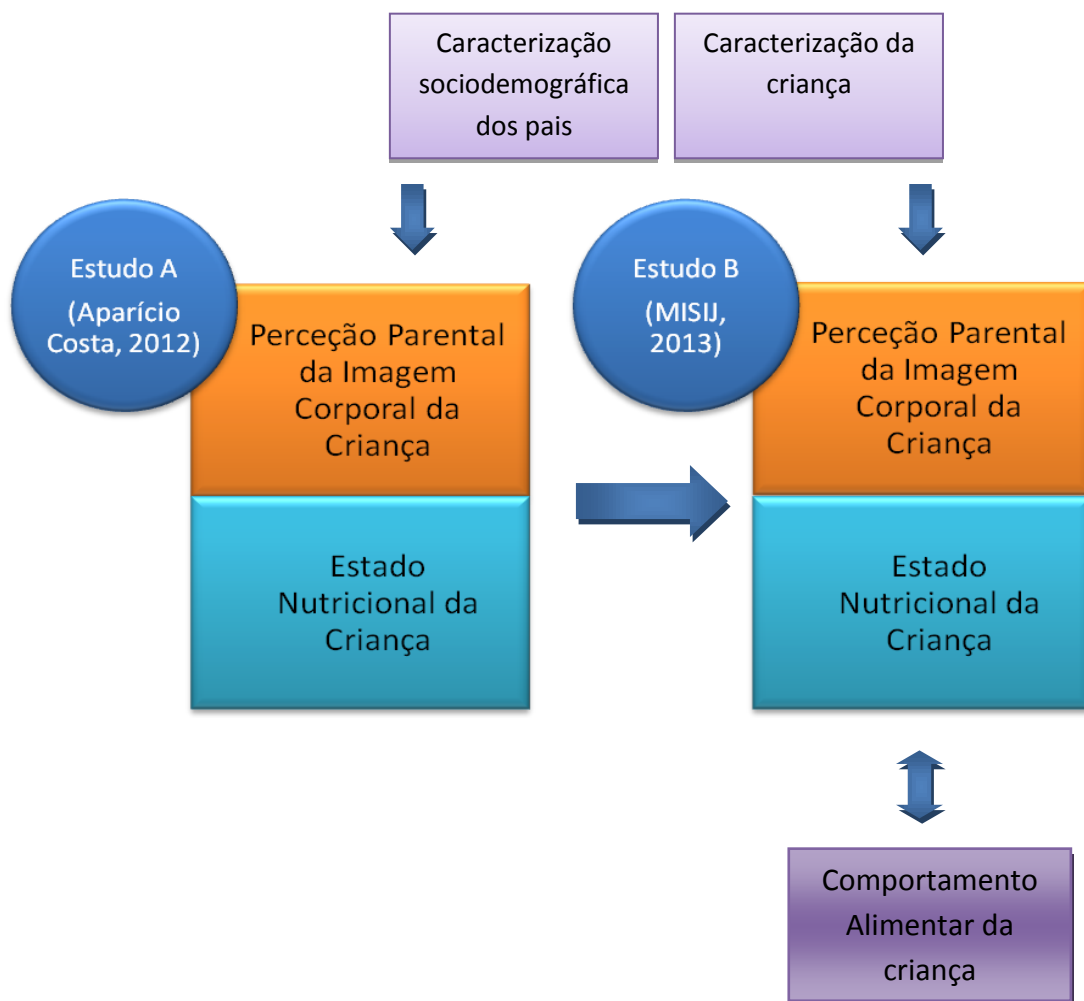 Caracterização
sociodemográfica
dos pais
Caracterização da
criança
Estudo A
(Aparício
Costa, 2012)
Perceção Parental
da Imagem
Corporal da
Criança
Estado
Nutricional da
Criança
Estudo B
(MISIJ,
2013)
Perceção Parental
da Imagem
Corporal da
Criança
Estado
Nutricional da
Criança
Comportamento
Alimentar da
criança